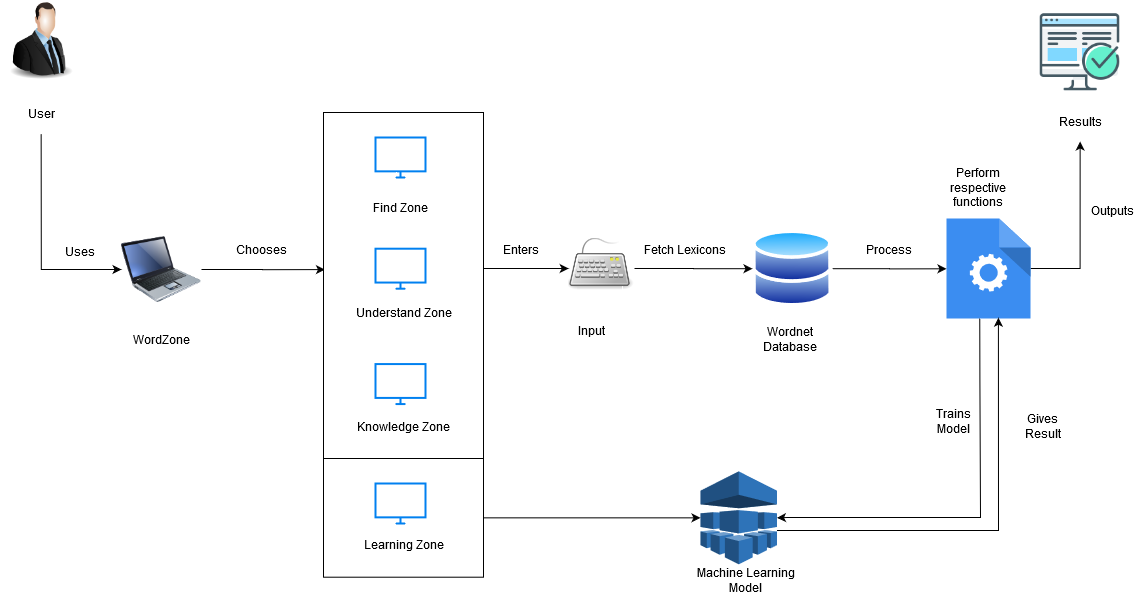 User
Uses
WordZone
Chooses
Find Zone
Understand Zone
Knowledge Zone
Learning Zone
Enters
Input
Fetch Lexicons
Wordnet
Database
Process
Perform
respective
functions
Outputs
Results
Trains
Model
Gives
Result
Machine Learning
Model